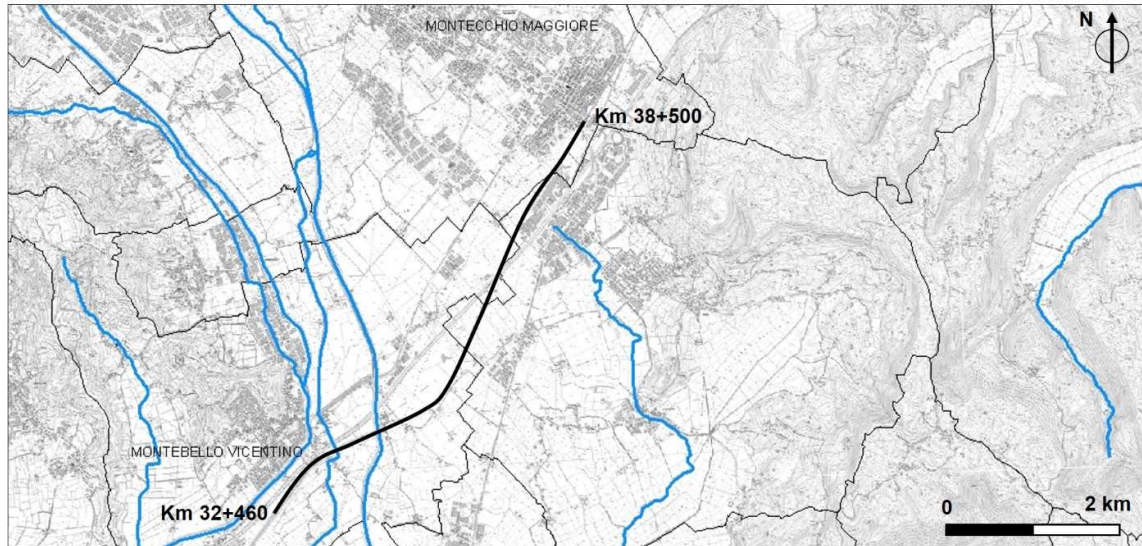 MONTECCHIO MAGGIORE
N
Km 38+500
MONTEBELLO VICENTINO
Km 32+460
0 2 km